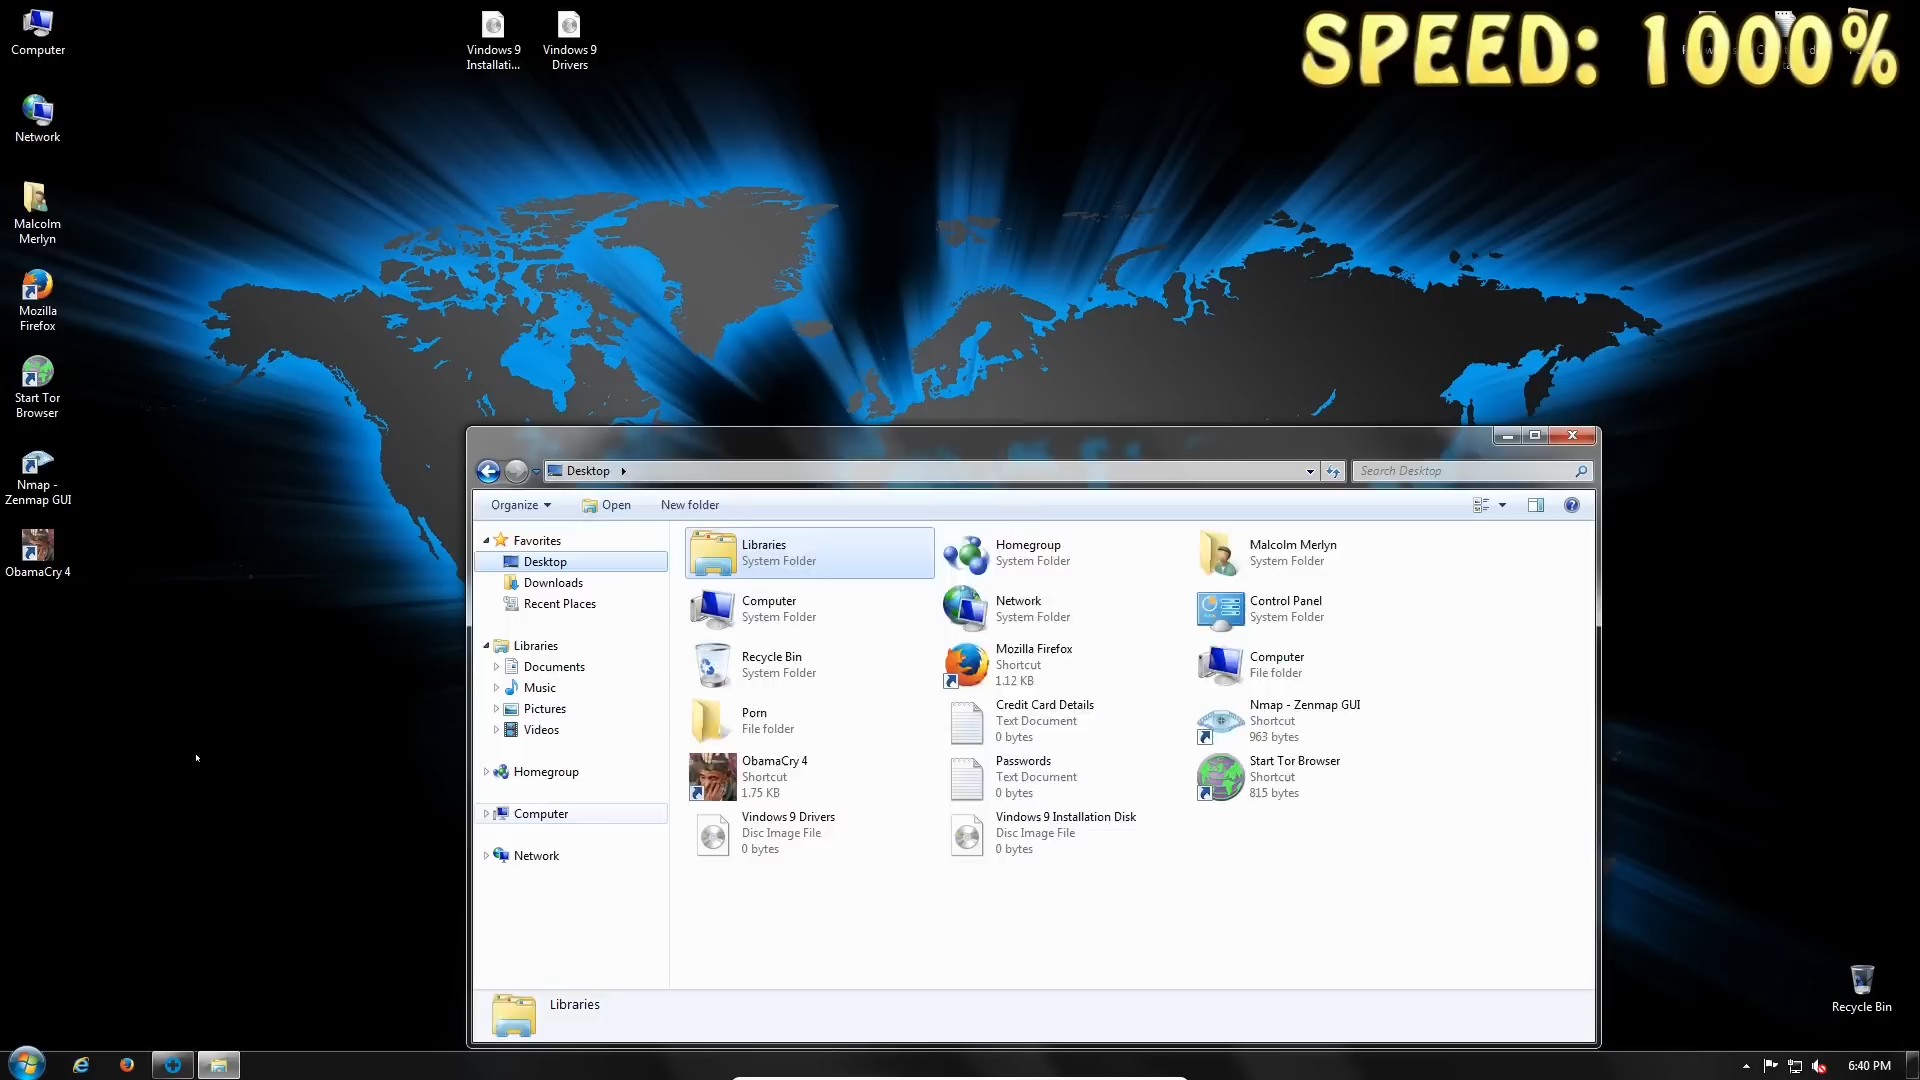 SPEED: 1000%
Computer
Vindows 9
Installati...
Vindows 9
Drivers
Network
Malcolm
Merlyn
Mozilla
Firefox
Start Tor
Browser
Nmap -
Zenmap GUI
ObamaCry 4
Desktop
Search Desktop
Organize
Open
New folder
Favorites
Desktop
Downloads
Recent Places
Libraries
Documents
Music
Pictures
Videos
Homegroup
Computer
Network
Libraries
System Folder
Homegroup
System Folder
Malcolm Merlyn
System Folder
Computer
System Folder
Network
System Folder
Control Panel
System Folder
Recycle Bin
System Folder
Mozilla Firefox
Shortcut
1.12 KB
Computer
File folder
Porn
File folder
Credit Card Details
Text Document
0 bytes
Nmap - Zenmap GUI
Shortcut
963 bytes
ObamaCry 4
Shortcut
1.75 KB
Passwords
Text Document
0 bytes
Start Tor Browser
Shortcut
815 bytes
Vindows 9 Drivers
Disc Image File
0 bytes
Vindows 9 Installation Disk
Disc Image File
0 bytes
Libraries
Recycle Bin
6:40 PM